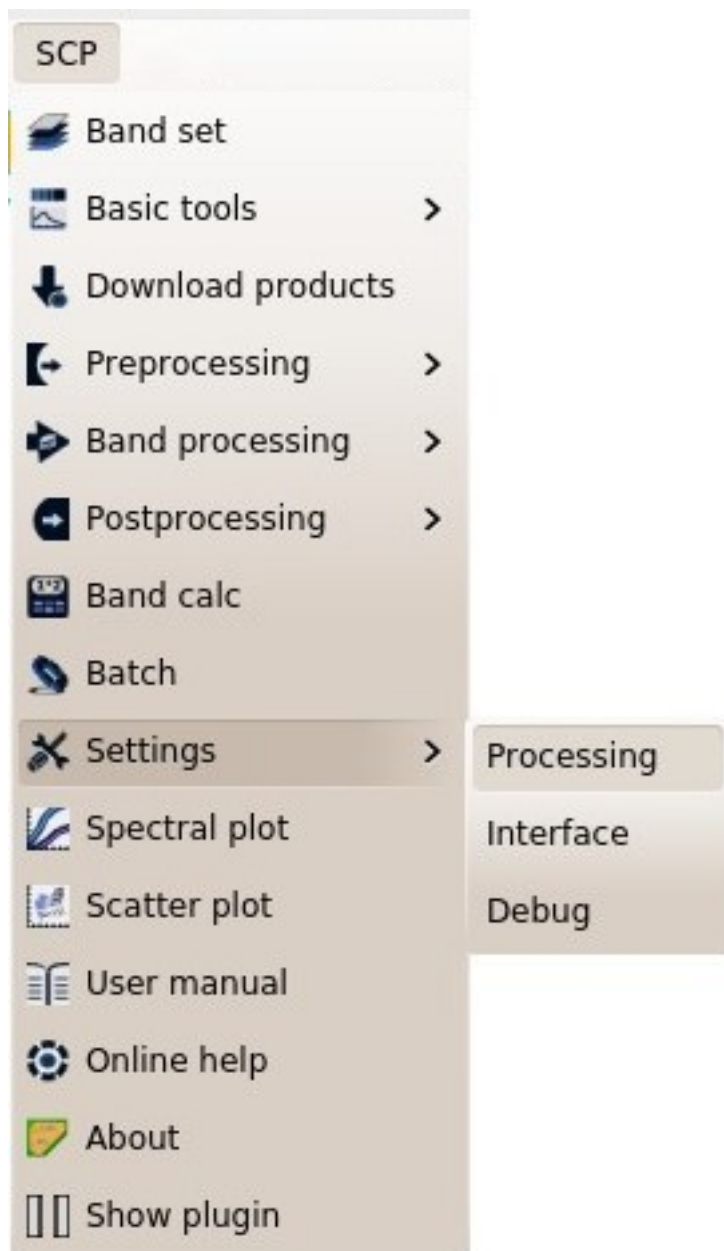 SCP
Band set
Basic tools
Download products
Preprocessing
Band processing
Postprocessing
Band calc
Batch
Settings
Processing
Interface
Debug
Spectral plot
Scatter plot
User manual
Online help
About
Show plugin